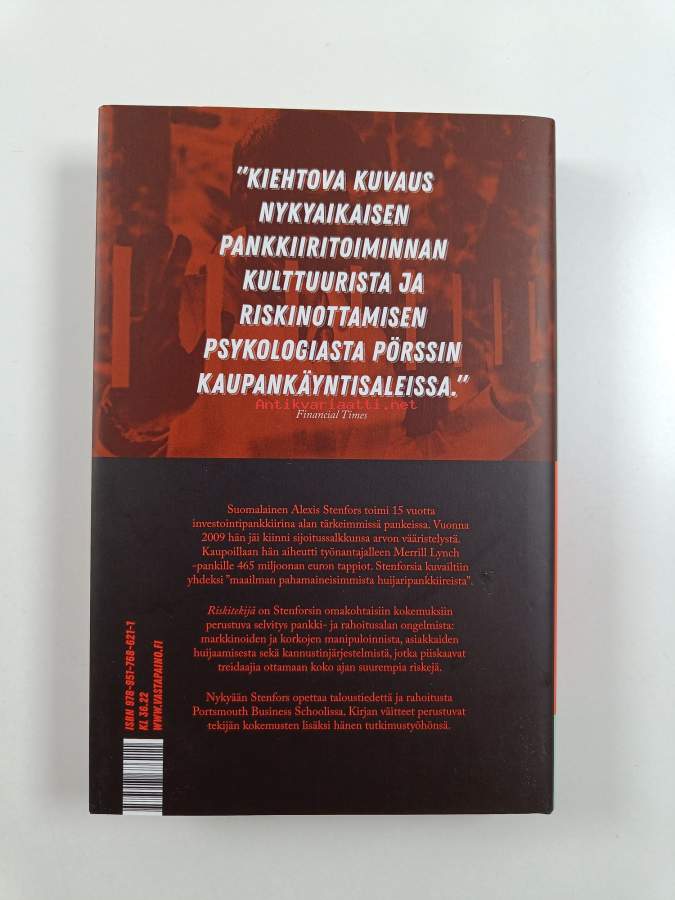 "KIEHTOVA KUVAUS
NYKYAIKAISEN
PANKKIIRITOIMINNAN
KULTTUURISTA JA
RISKINOTTAMISEN
PSYKOLOGIASTA PÖRSSIN
KAUPANKÄYNTISALEISSA."
Antikvariaatti.net
Financial Times
Suomalainen Alexis Stenfors toimi 15 vuotta
investointipankkiirina alan tärkeimmissä pankeissa. Vuonna
2009 hän jäi kiinni sijoitussalkkunsa arvon vääristelystä.
Kaupoillaan hän aiheutti työnantajalleen Merrill Lynch
-pankille 465 miljoonan euron tappiot. Stenforsia kuvailtiin
yhdeksi "maailman pahamaineisimmista huijaripankkiireista".
Riskitekijä on Stenforsin omakohtaisiin kokemuksiin
perustuva selvitys pankki- ja rahoitusalan ongelmista:
markkinoiden ja korkojen manipuloinnista, asiakkaiden
huijaamisesta sekä kannustinjärjestelmistä, jotka piiskaavat
treidaajia ottamaan koko ajan suurempia riskejä.
Nykyään Stenfors opettaa taloustiedettä ja rahoitusta
Portsmouth Business Schoolissa. Kirjan väitteet perustuvat
tekijän kokemusten lisäksi hänen tutkimustyöhönsä.
ISBN 978-951-768-621-1
KL 36.22
WWW.VASTAPAINO.FI